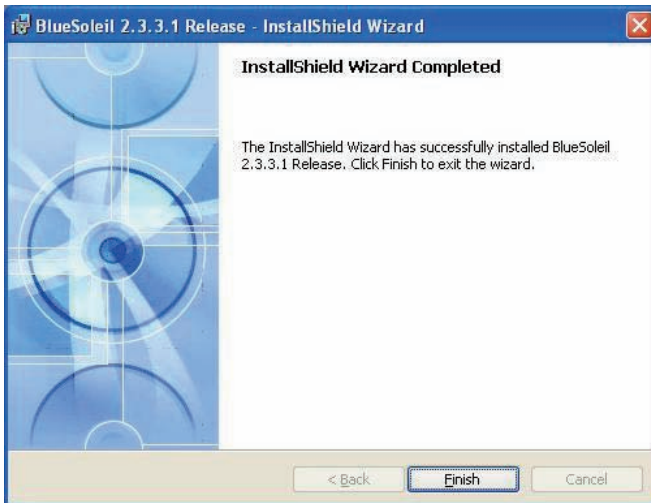 BlueSoleil 2.3.3.1 Release - InstallShield Wizard
InstallShield Wizard Completed
The InstallShield Wizard has successfully installed BlueSoleil
2.3.3.1 Release. Click Finish to exit the wizard.
< Back
Finish
Cancel